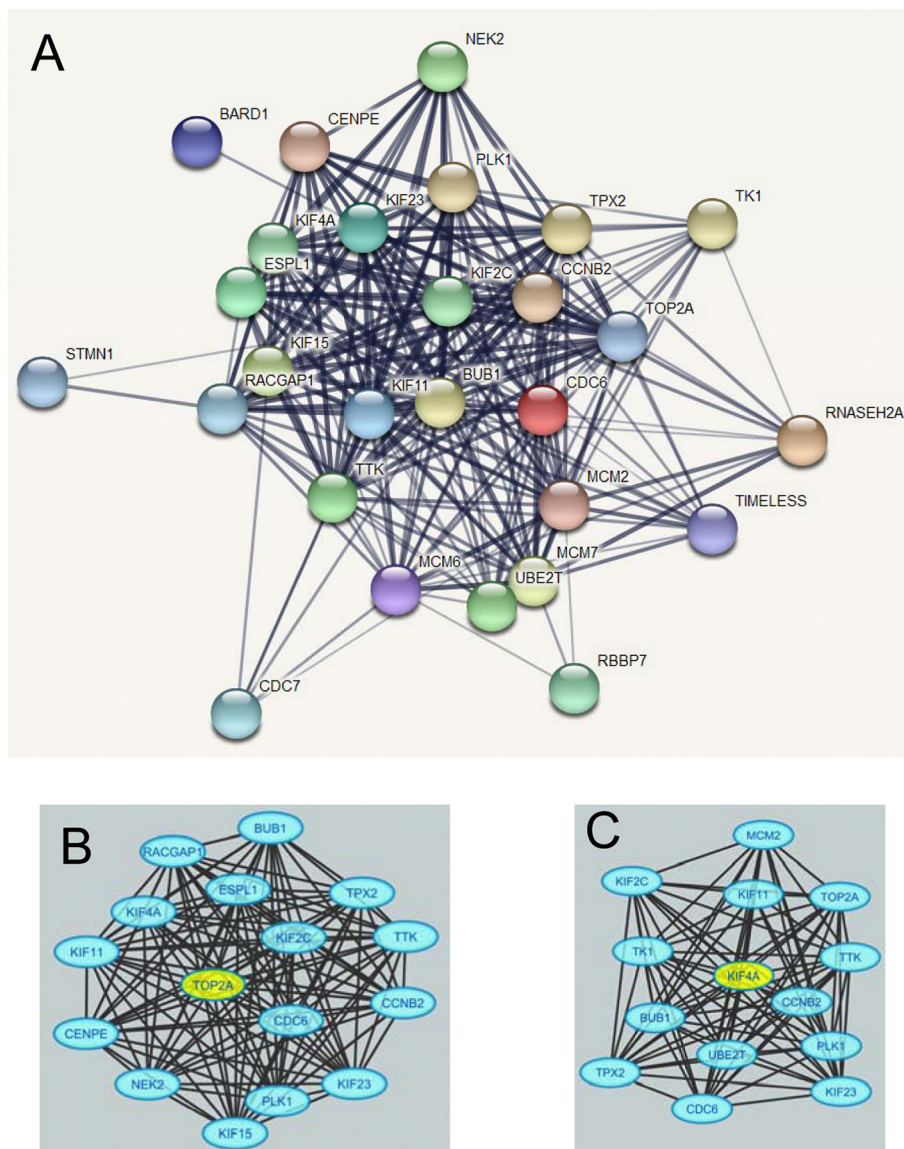 A
NEK2
BARD1
CENPE
PLK1
KIF23
TPX2
TK1
KIF4A
ESPL1
KIF2C
CCNB2
TOP2A
STMN1
KIF15
RACGAP1
KIF11
BUB1
CDC6
RNASEH2A
TTK
MCM2
TIMELESS
MCM6
MCM7
UBE2T
CDC7
RBBP7
B
BUB1
RACGAP1
ESPL1
TPX2
KIF4A
KIF11
KIF2C
TTK
TOP2A
CCNB2
CDC6
CENPE
NEK2
KIF23
PLK1
KIF15
C
MCM2
KIF2C
KIF11
TOP2A
TK1
TTK
KIF4A
CCNB2
BUB1
UBE2T
PLK1
TPX2
KIF23
CDC6